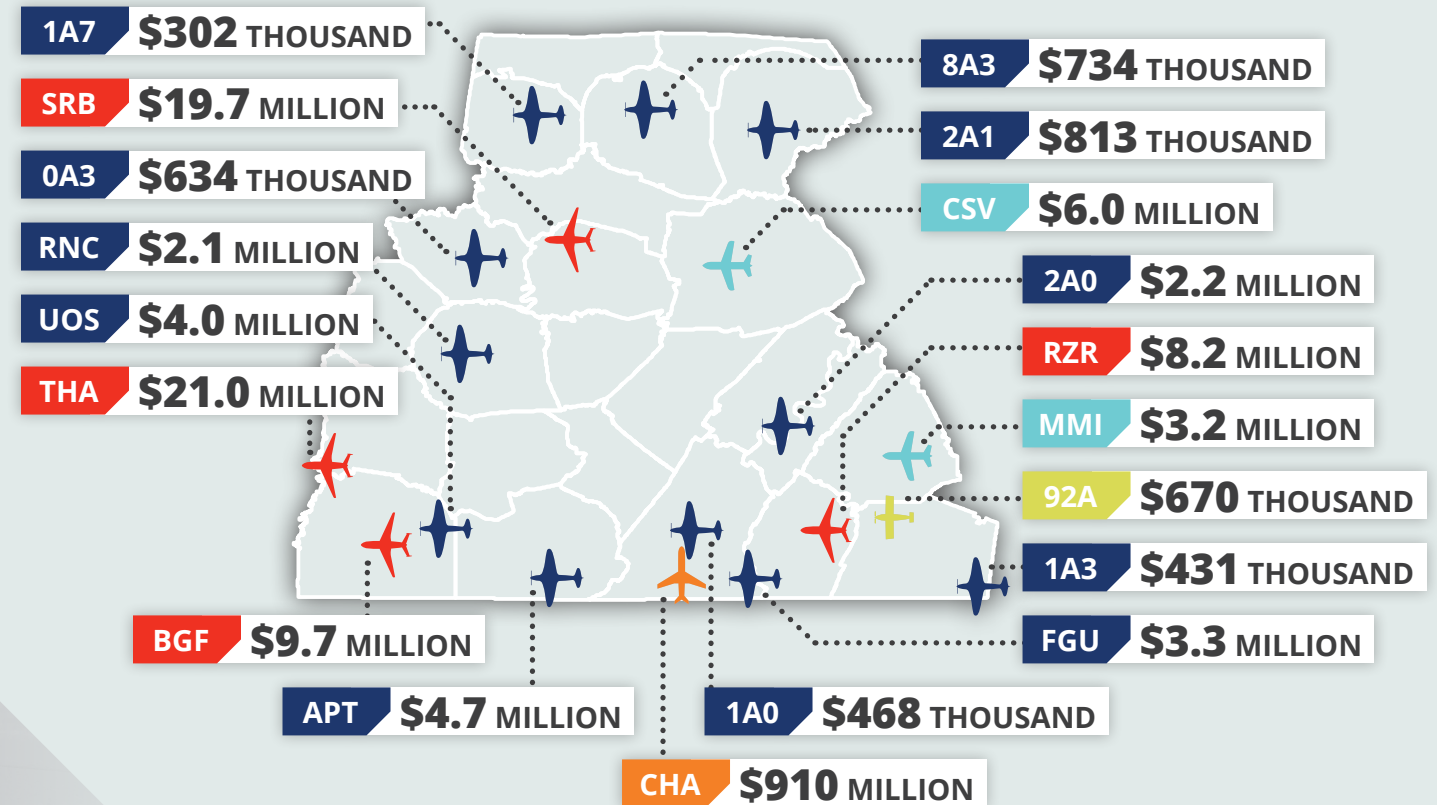 1A7 $302 THOUSAND
SRB $19.7 MILLION
0A3 $634 THOUSAND
RNC $2.1 MILLION
UOS $4.0 MILLION
THA $21.0 MILLION
BGF $9.7 MILLION
APT $4.7 MILLION
CHA $910 MILLION
1A0 $468 THOUSAND
8A3 $734 THOUSAND
2A1 $813 THOUSAND
CSV $6.0 MILLION
2A0 $2.2 MILLION
RZR $8.2 MILLION
MMI $3.2 MILLION
92A $670 THOUSAND
1A3 $431 THOUSAND
FGU $3.3 MILLION